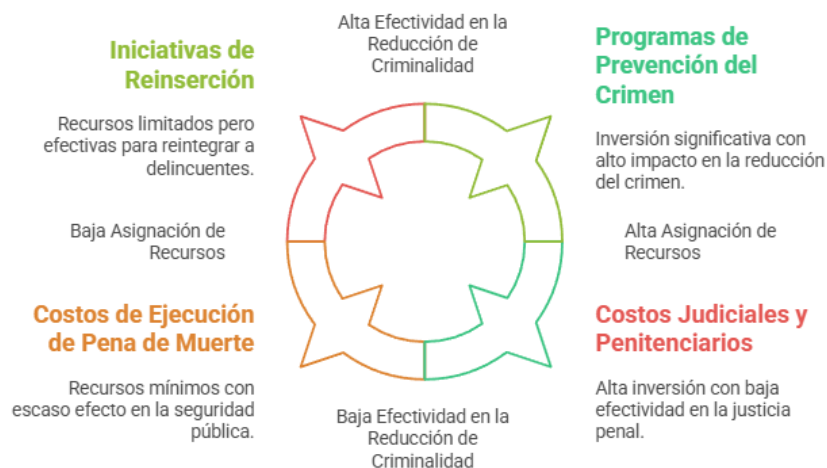 Alta Efectividad en la
Reducción de
Criminalidad
Iniciativas de
Reinserción
Recursos limitados pero
efectivas para reintegrar a
delincuentes.
Programas de
Prevención del
Crimen
Inversión significativa con
alto impacto en la reducción
del crimen.
Baja Asignación de
Recursos
Alta Asignación de
Recursos
Costos de Ejecución
de Pena de Muerte
Recursos mínimos con
escaso efecto en la seguridad
pública.
Costos Judiciales y
Penitenciarios
Alta inversión con baja
efectividad en la justicia
penal.
Baja Efectividad en la
Reducción de
Criminalidad